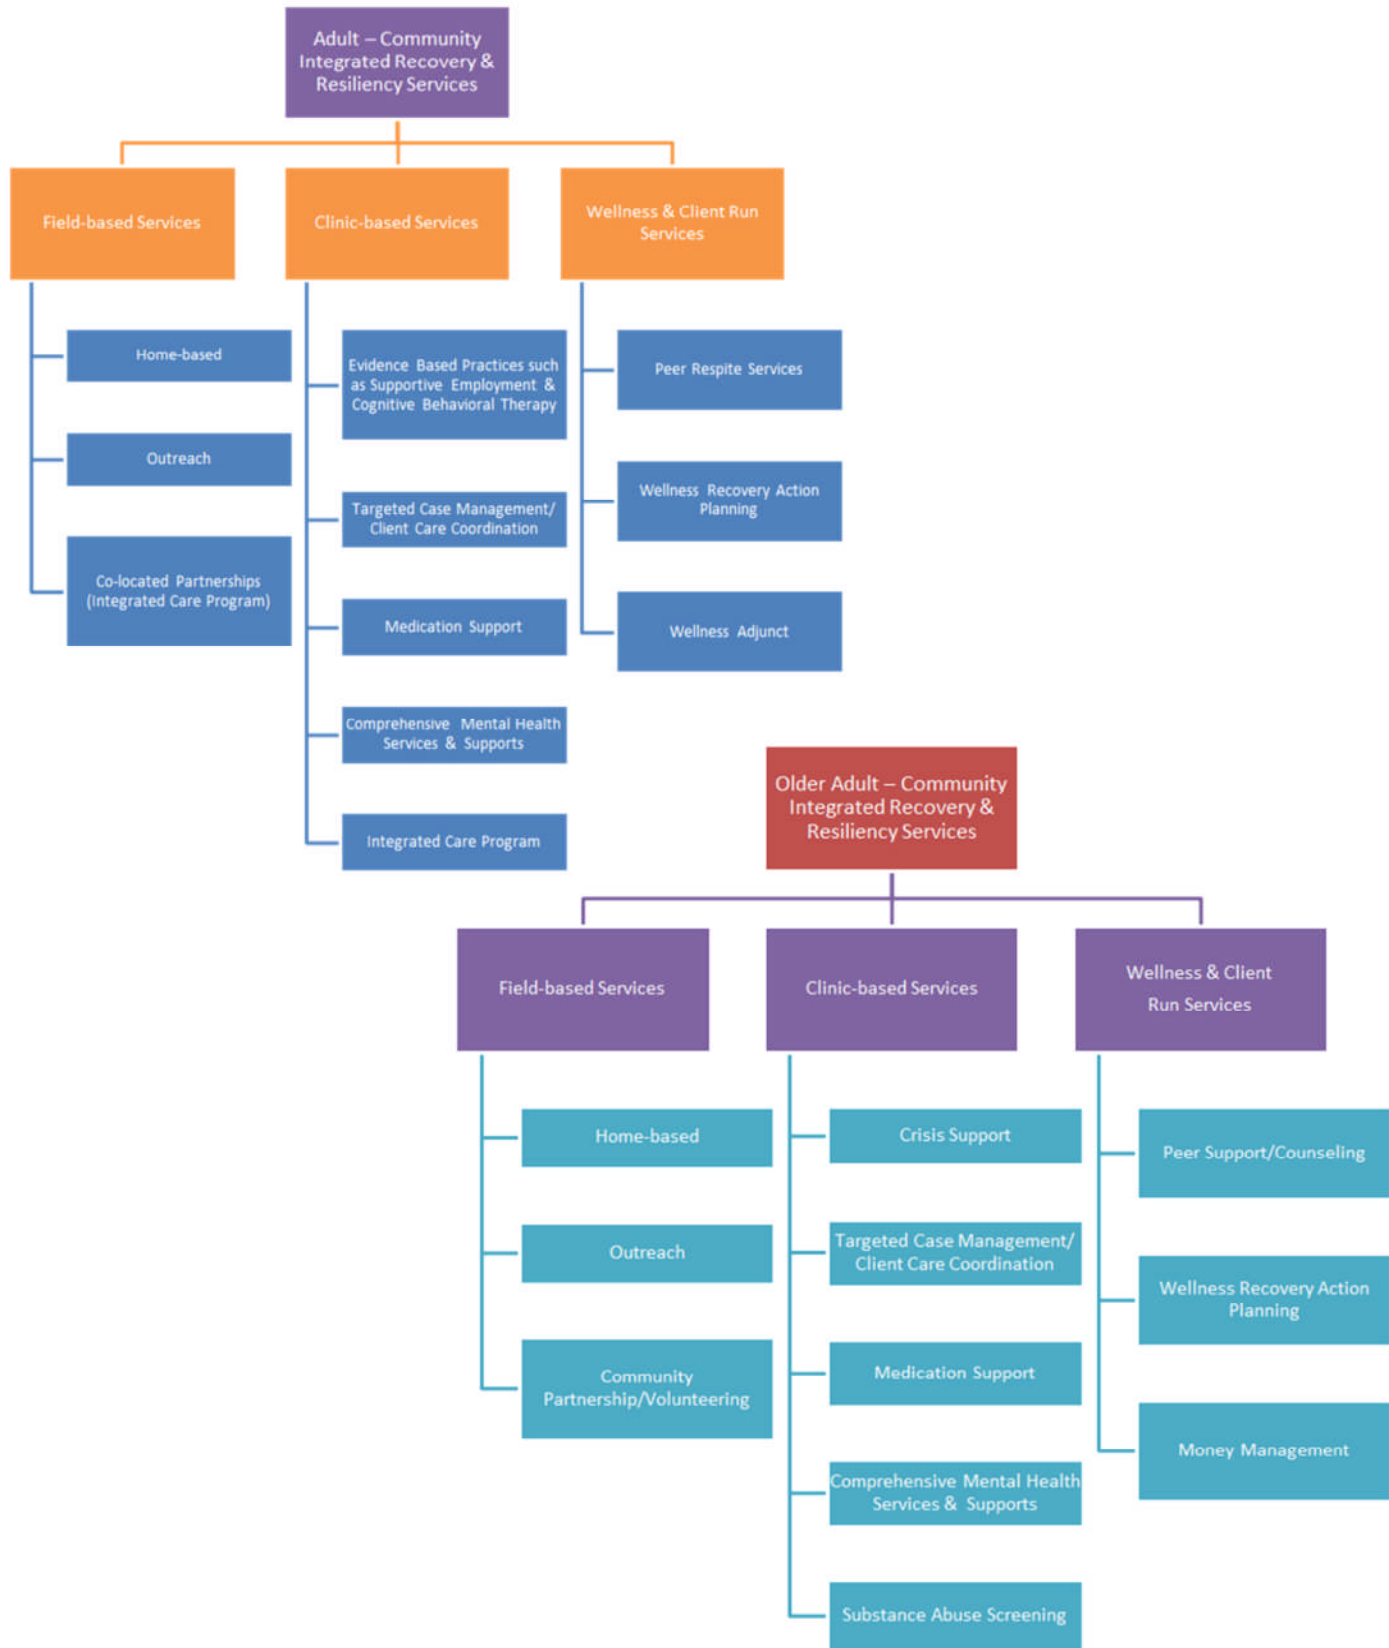 Adult – Community
Integrated Recovery &
Resiliency Services
Field-based Services
Clinic-based Services
Wellness & Client Run
Services
Home-based
Outreach
Co-located Partnerships
(Integrated Care Program)
Evidence Based Practices such
as Supportive Employment &
Cognitive Behavioral Therapy
Targeted Case Management/
Client Care Coordination
Medication Support
Comprehensive Mental Health
Services & Supports
Integrated Care Program
Peer Respite Services
Wellness Recovery Action
Planning
Wellness Adjunct
Older Adult – Community
Integrated Recovery &
Resiliency Services
Field-based Services
Clinic-based Services
Wellness & Client
Run Services
Home-based
Outreach
Community
Partnership/Volunteering
Crisis Support
Targeted Case Management/
Client Care Coordination
Medication Support
Comprehensive Mental Health
Services & Supports
Substance Abuse Screening
Peer Support/Counseling
Wellness Recovery Action
Planning
Money Management